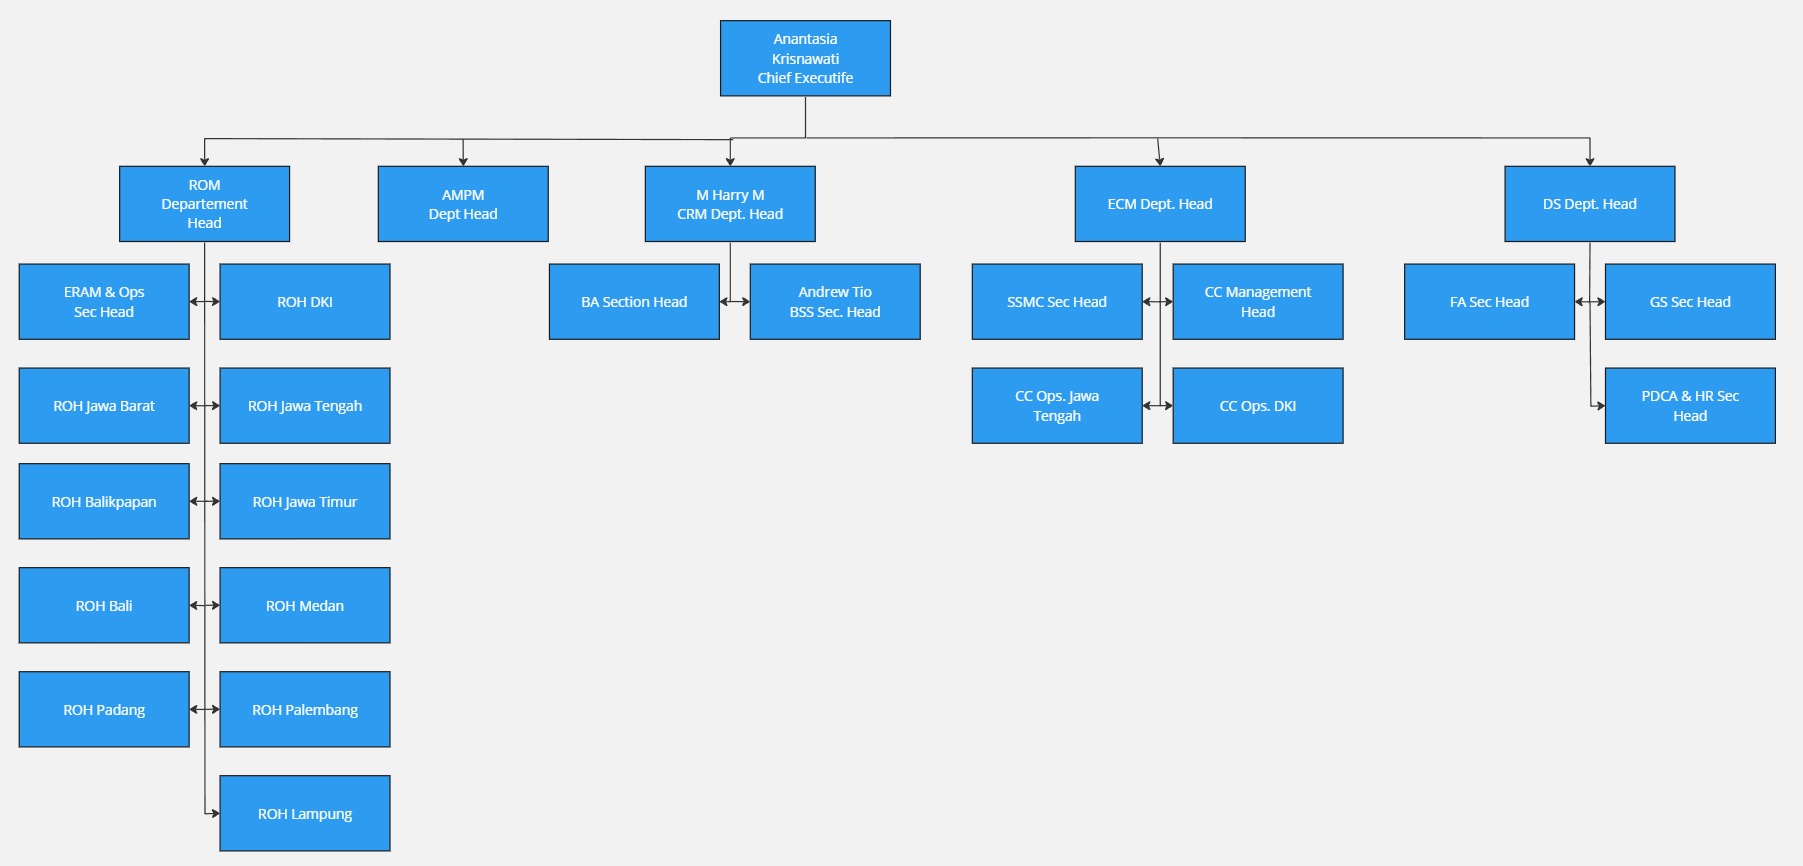 Anantasia
Krisnawati
Chief Executife
ROM
Departement
Head
AMPM
Dept Head
M Harry M
CRM Dept. Head
ECM Dept. Head
DS Dept. Head
ERAM & Ops
Sec Head
ROH DKI
BA Section Head
Andrew Tio
BSS Sec. Head
SSMC Sec Head
CC Management
Head
FA Sec Head
GS Sec Head
ROH Jawa Barat
ROH Jawa Tengah
CC Ops. Jawa
Tengah
CC Ops. DKI
PDCA & HR Sec
Head
ROH Balikpapan
ROH Jawa Timur
ROH Bali
ROH Medan
ROH Padang
ROH Palembang
ROH Lampung